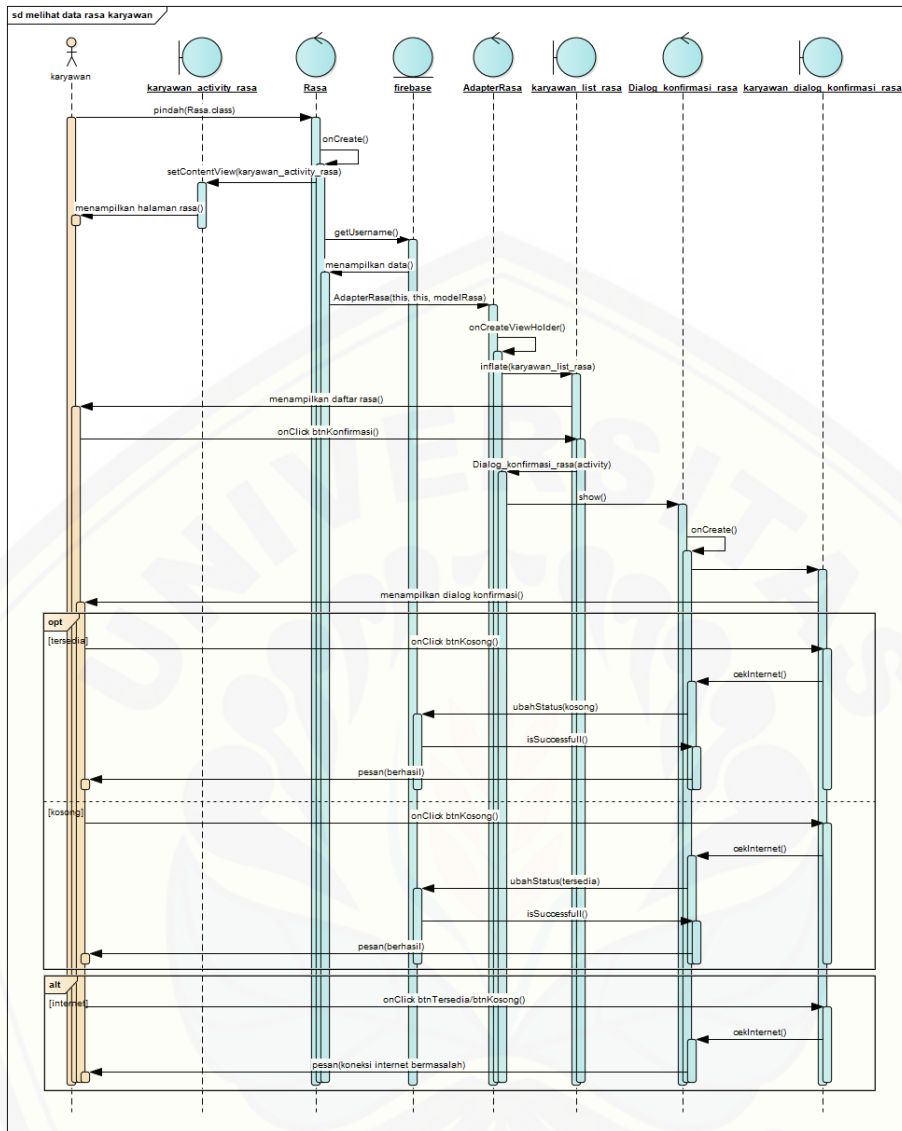 sd melihat data rasa karyawan
karyawan
karyawan_activity_rasa
Rasa
firebase
AdapterRasa
karyawan_list_rasa
Dialog_konfirmasi_rasa
karyawan_dialog_konfirmasi_rasa
pindah(Rasa.class)
onCreate()
setContentView(karyawan_activity_rasa)
menampilkan halaman rasa()
getUsername()
menampilkan data()
AdapterRasa(this, this, modelRasa)
onCreateViewHolder()
inflate(karyawan_list_rasa)
menampilkan daftar rasa()
onClick btnKonfirmasi()
Dialog_konfirmasi_rasa(activity)
show()
onCreate()
menampilkan dialog konfirmasi()
opt
[tersedia]
onClick btnKosong()
cekInternet()
ubahStatus(kosong)
isSuccessfull()
pesan(berhasil)
[kosong]
onClick btnKosong()
cekInternet()
ubahStatus(tersedia)
isSuccessfull()
pesan(berhasil)
alt
[internet]
onClick btnTersedia/btnKosong()
cekInternet()
pesan(koneksi internet bermasalah)
UNIVERSITAS